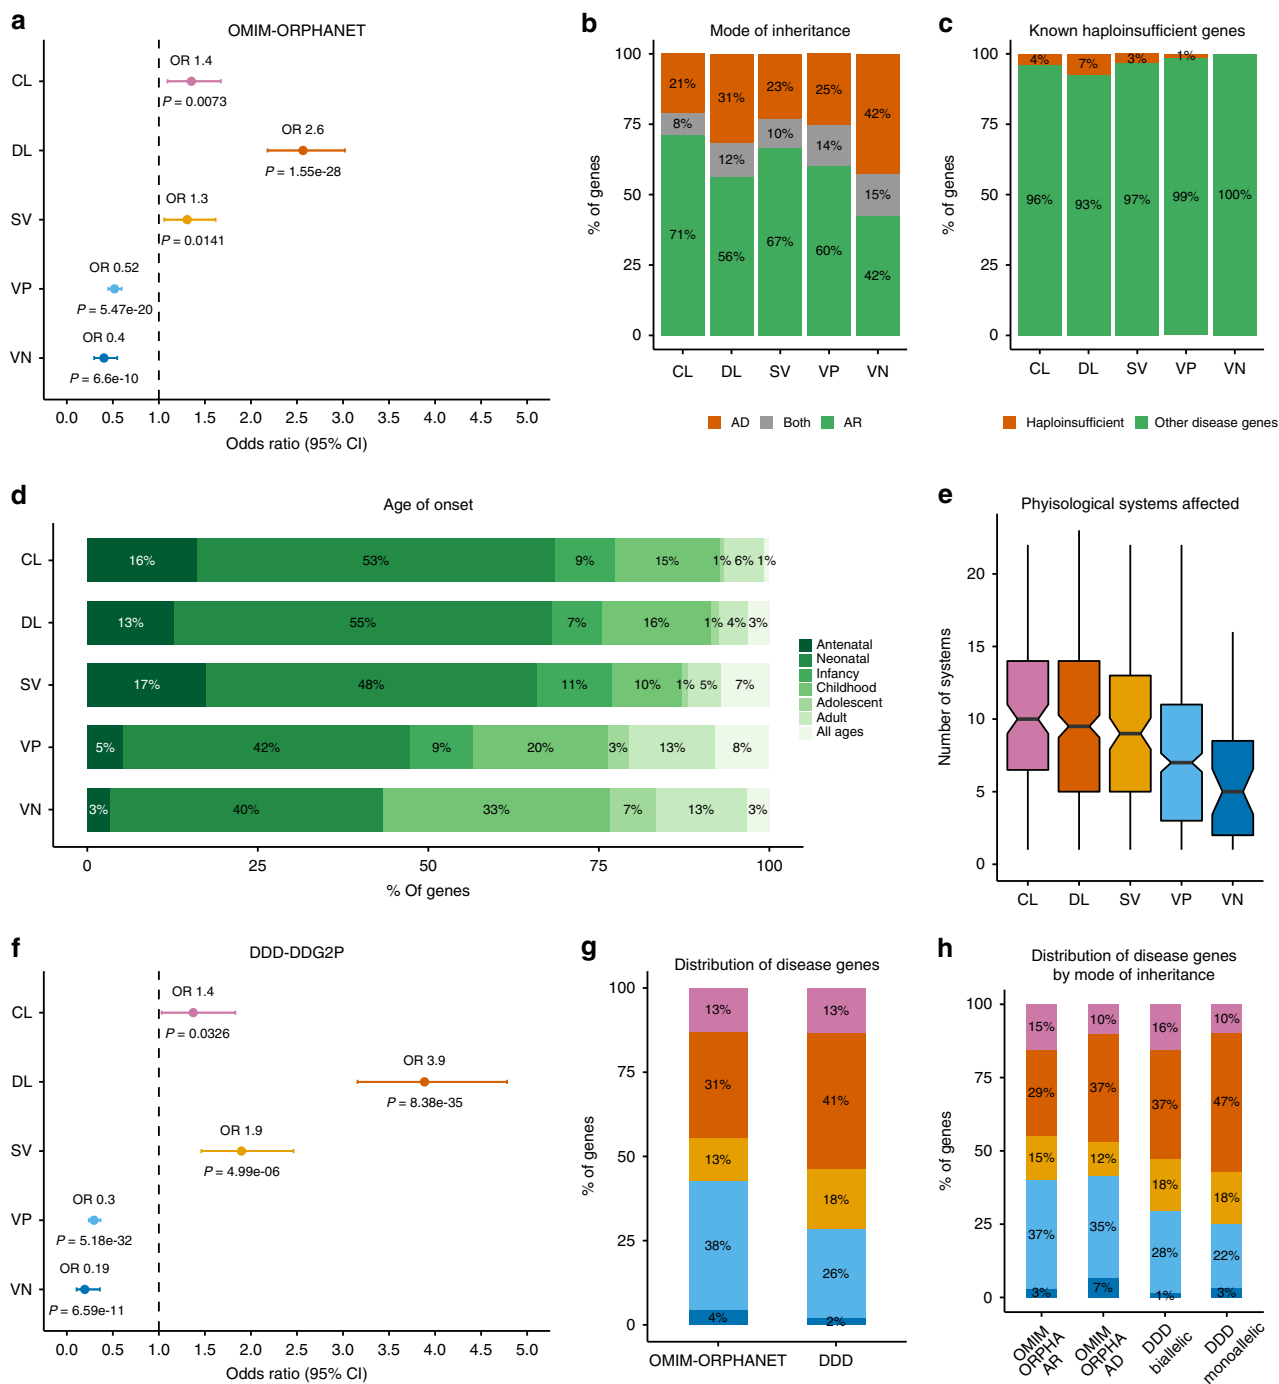 a
OMIM-ORPHANET
CL
DL
SV
VP
VN
OR 1.4
P = 0.0073
OR 2.6
P = 1.55e-28
OR 1.3
P = 0.0141
OR 0.52
P = 5.47e-20
OR 0.4
P = 6.6e-10
0.0 0.5 1.0 1.5 2.0 2.5 3.0 3.5 4.0 4.5 5.0
Odds ratio (95% CI)
b
Mode of inheritance
% of genes
100
75
50
25
0
21% 31% 23% 25% 42%
8% 12% 10% 14% 15%
71% 56% 67% 60% 42%
CL DL SV VP VN
AD Both AR
c
Known haploinsufficient genes
% of genes
100
75
50
25
0
4% 7% 3% 1%
96% 93% 97% 99% 100%
CL DL SV VP VN
Haploinsufficient Other disease genes
d
Age of onset
CL 16% 53% 9% 15% 1% 6% 1%
DL 13% 55% 7% 16% 1% 4% 3%
SV 17% 48% 11% 10% 1% 5% 7%
VP 5% 42% 9% 20% 3% 13% 8%
VN 3% 40% 33% 7% 13% 3%
0 25 50 75 100
% Of genes
Antenatal
Neonatal
Infancy
Childhood
Adolescent
Adult
All ages
e
Phyisological systems affected
Number of systems
20
15
10
5
0
CL DL SV VP VN
f
DDD-DDG2P
CL
DL
SV
VP
VN
OR 1.4
P = 0.0326
OR 3.9
P = 8.38e-35
OR 1.9
P = 4.99e-06
OR 0.3
P = 5.18e-32
OR 0.19
P = 6.59e-11
0.0 0.5 1.0 1.5 2.0 2.5 3.0 3.5 4.0 4.5 5.0
Odds ratio (95% CI)
g
Distribution of disease genes
% of genes
100
75
50
25
0
13% 13%
31% 41%
13% 18%
38% 26%
4% 2%
OMIM-ORPHANET DDD
h
Distribution of disease genes
by mode of inheritance
% of genes
100
75
50
25
0
15% 10% 16% 10%
29% 37% 37% 47%
15% 12% 18% 18%
37% 35% 28% 22%
3% 7% 1% 3%
OMIM
ORPHA
AR
OMIM
ORPHA
AD
DDD
biallelic
DDD
monoallelic